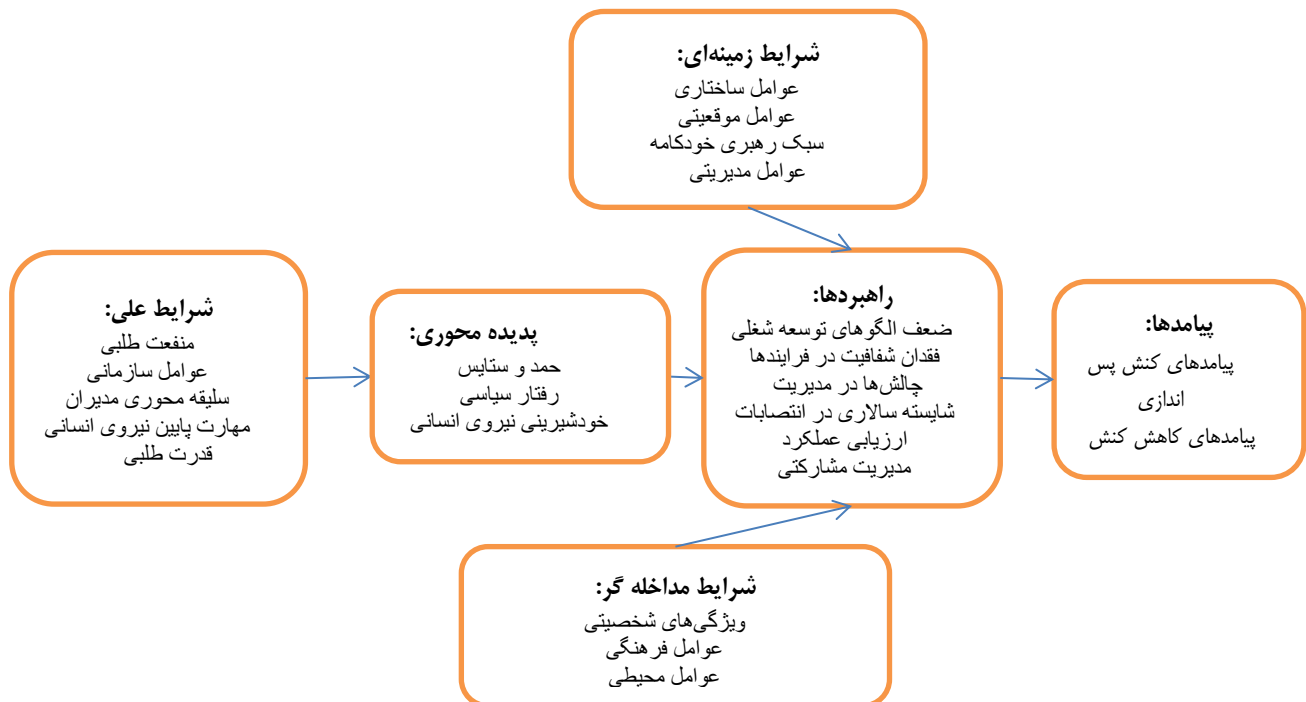 شرایط زمینه‌ای:
عوامل ساختاری
عوامل موقعیتی
سبک رهبری خودکامه
عوامل مدیریتی
شرایط علی:
منفعت طلبی
عوامل سازمانی
سلیقه محوری مدیران
مهارت پایین نیروی انسانی
قدرت طلبی
پدیده محوری:
حمد و ستایس
رفتار سیاسی
خودشیرینی نیروی انسانی
راهبردها:
ضعف الگوهای توسعه شغلی
فقدان شفافیت در فرایندها
چالش‌ها در مدیریت
شایسته سالاری در انتصابات
ارزیابی عملکرد
مدیریت مشارکتی
پیامدها:
پیامدهای کنش پس
اندازی
پیامدهای کاهش کنش
شرایط مداخله گر:
ویژگی‌های شخصیتی
عوامل فرهنگی
عوامل محیطی